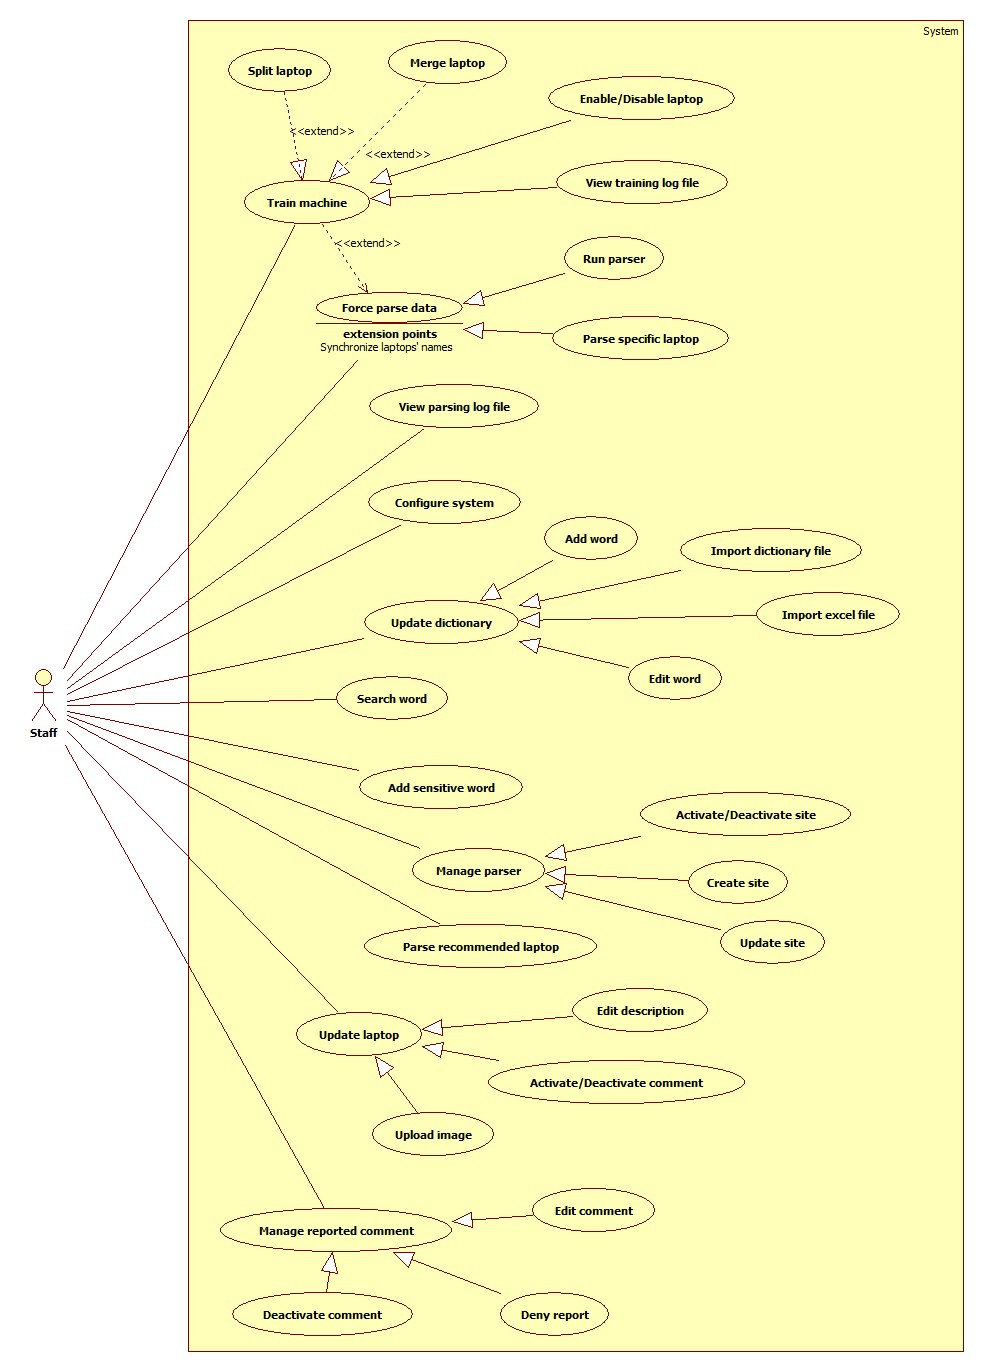 System
Split laptop
Merge laptop
Enable/Disable laptop
<<extend>>
<<extend>>
View training log file
Train machine
<<extend>>
Run parser
Force parse data
extension points
Synchronize laptops' names
Parse specific laptop
View parsing log file
Configure system
Add word
Import dictionary file
Import excel file
Update dictionary
Edit word
Search word
Staff
Add sensitive word
Activate/Deactivate site
Manage parser
Create site
Update site
Parse recommended laptop
Edit description
Update laptop
Activate/Deactivate comment
Upload image
Edit comment
Manage reported comment
Deactivate comment
Deny report